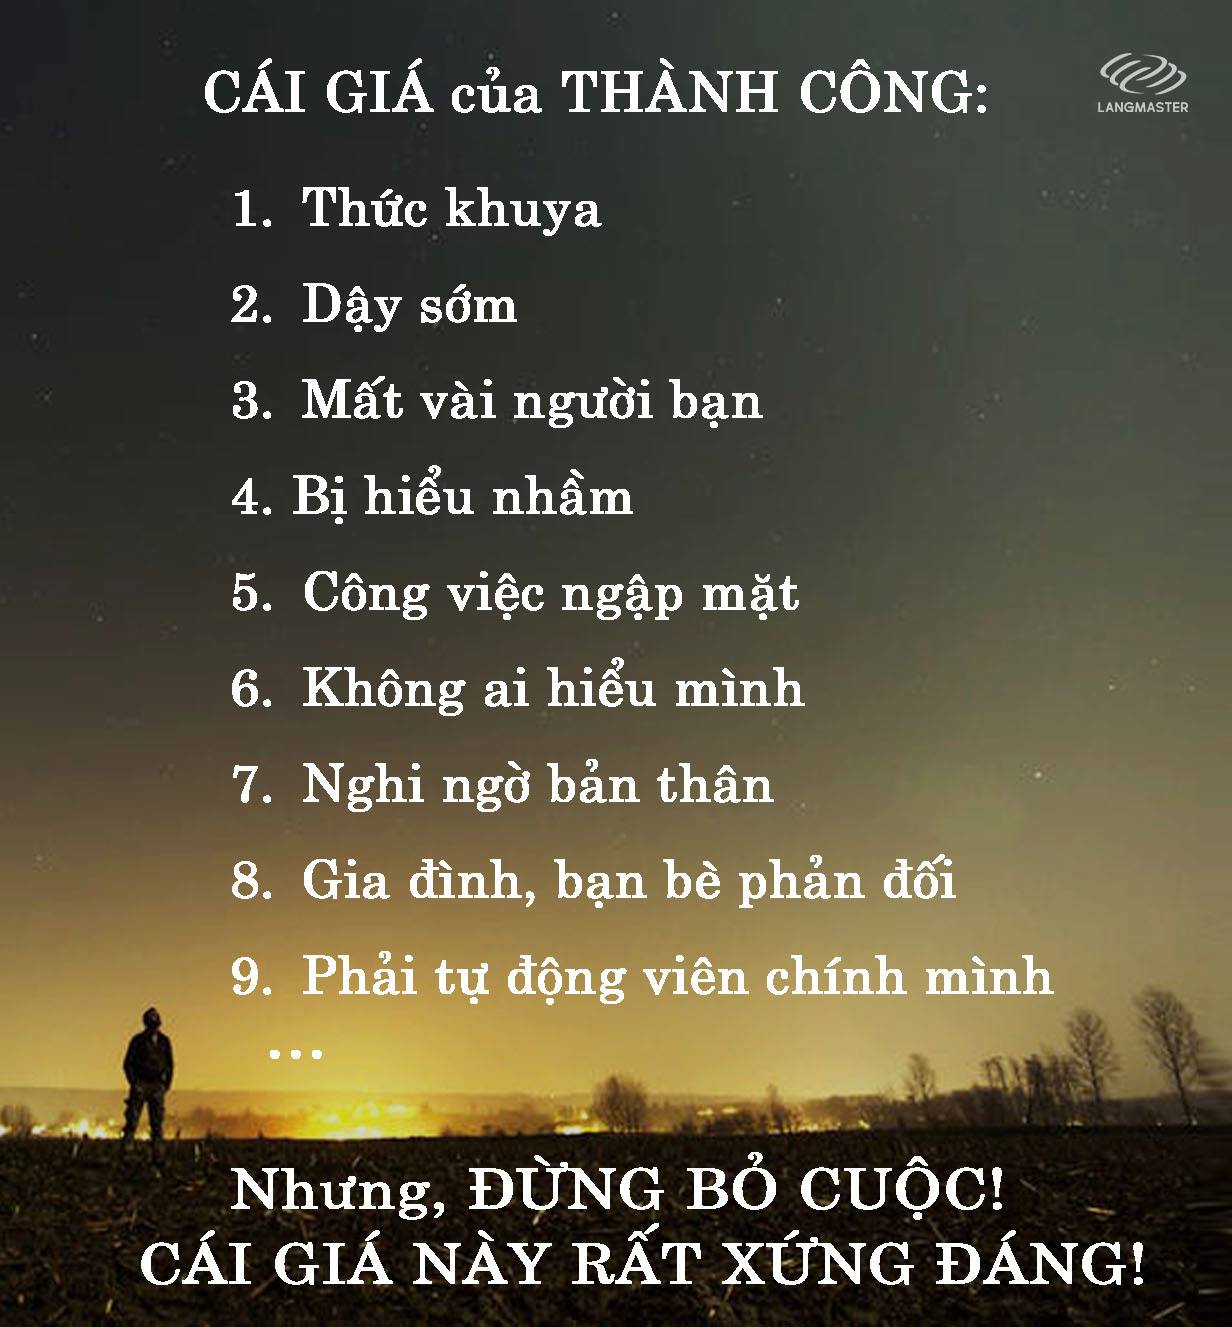 CÁI GIÁ của THÀNH CÔNG:
LANGMASTER
1. Thức khuya
2. Dậy sớm
3. Mất vài người bạn
4. Bị hiểu nhầm
5. Công việc ngập mặt
6. Không ai hiểu mình
7. Nghi ngờ bản thân
8. Gia đình, bạn bè phản đối
9. Phải tự động viên chính mình
...
Nhưng, ĐỪNG BỎ CUỘC!
CÁI GIÁ NÀY RẤT XỨNG ĐÁNG!